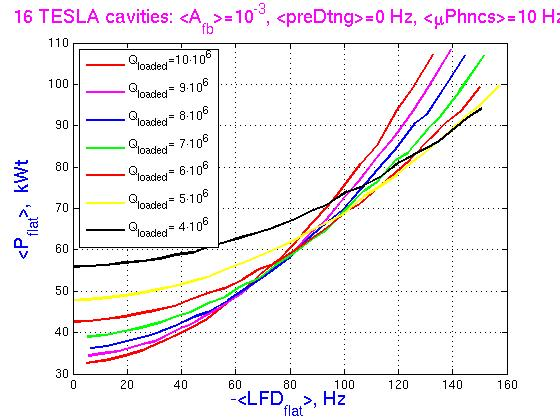 16 TESLA cavities: <A_fb>=10^-3, <preDtng>=0 Hz, <μPhncs>=10 Hz
110
100
90
80
70
60
50
40
30
<P_flat>, kWt
Q_loaded=10·10^6
Q_loaded=9·10^6
Q_loaded=8·10^6
Q_loaded=7·10^6
Q_loaded=6·10^6
Q_loaded=5·10^6
Q_loaded=4·10^6
0 20 40 60 80 100 120 140 160
-<LFD_flat>, Hz